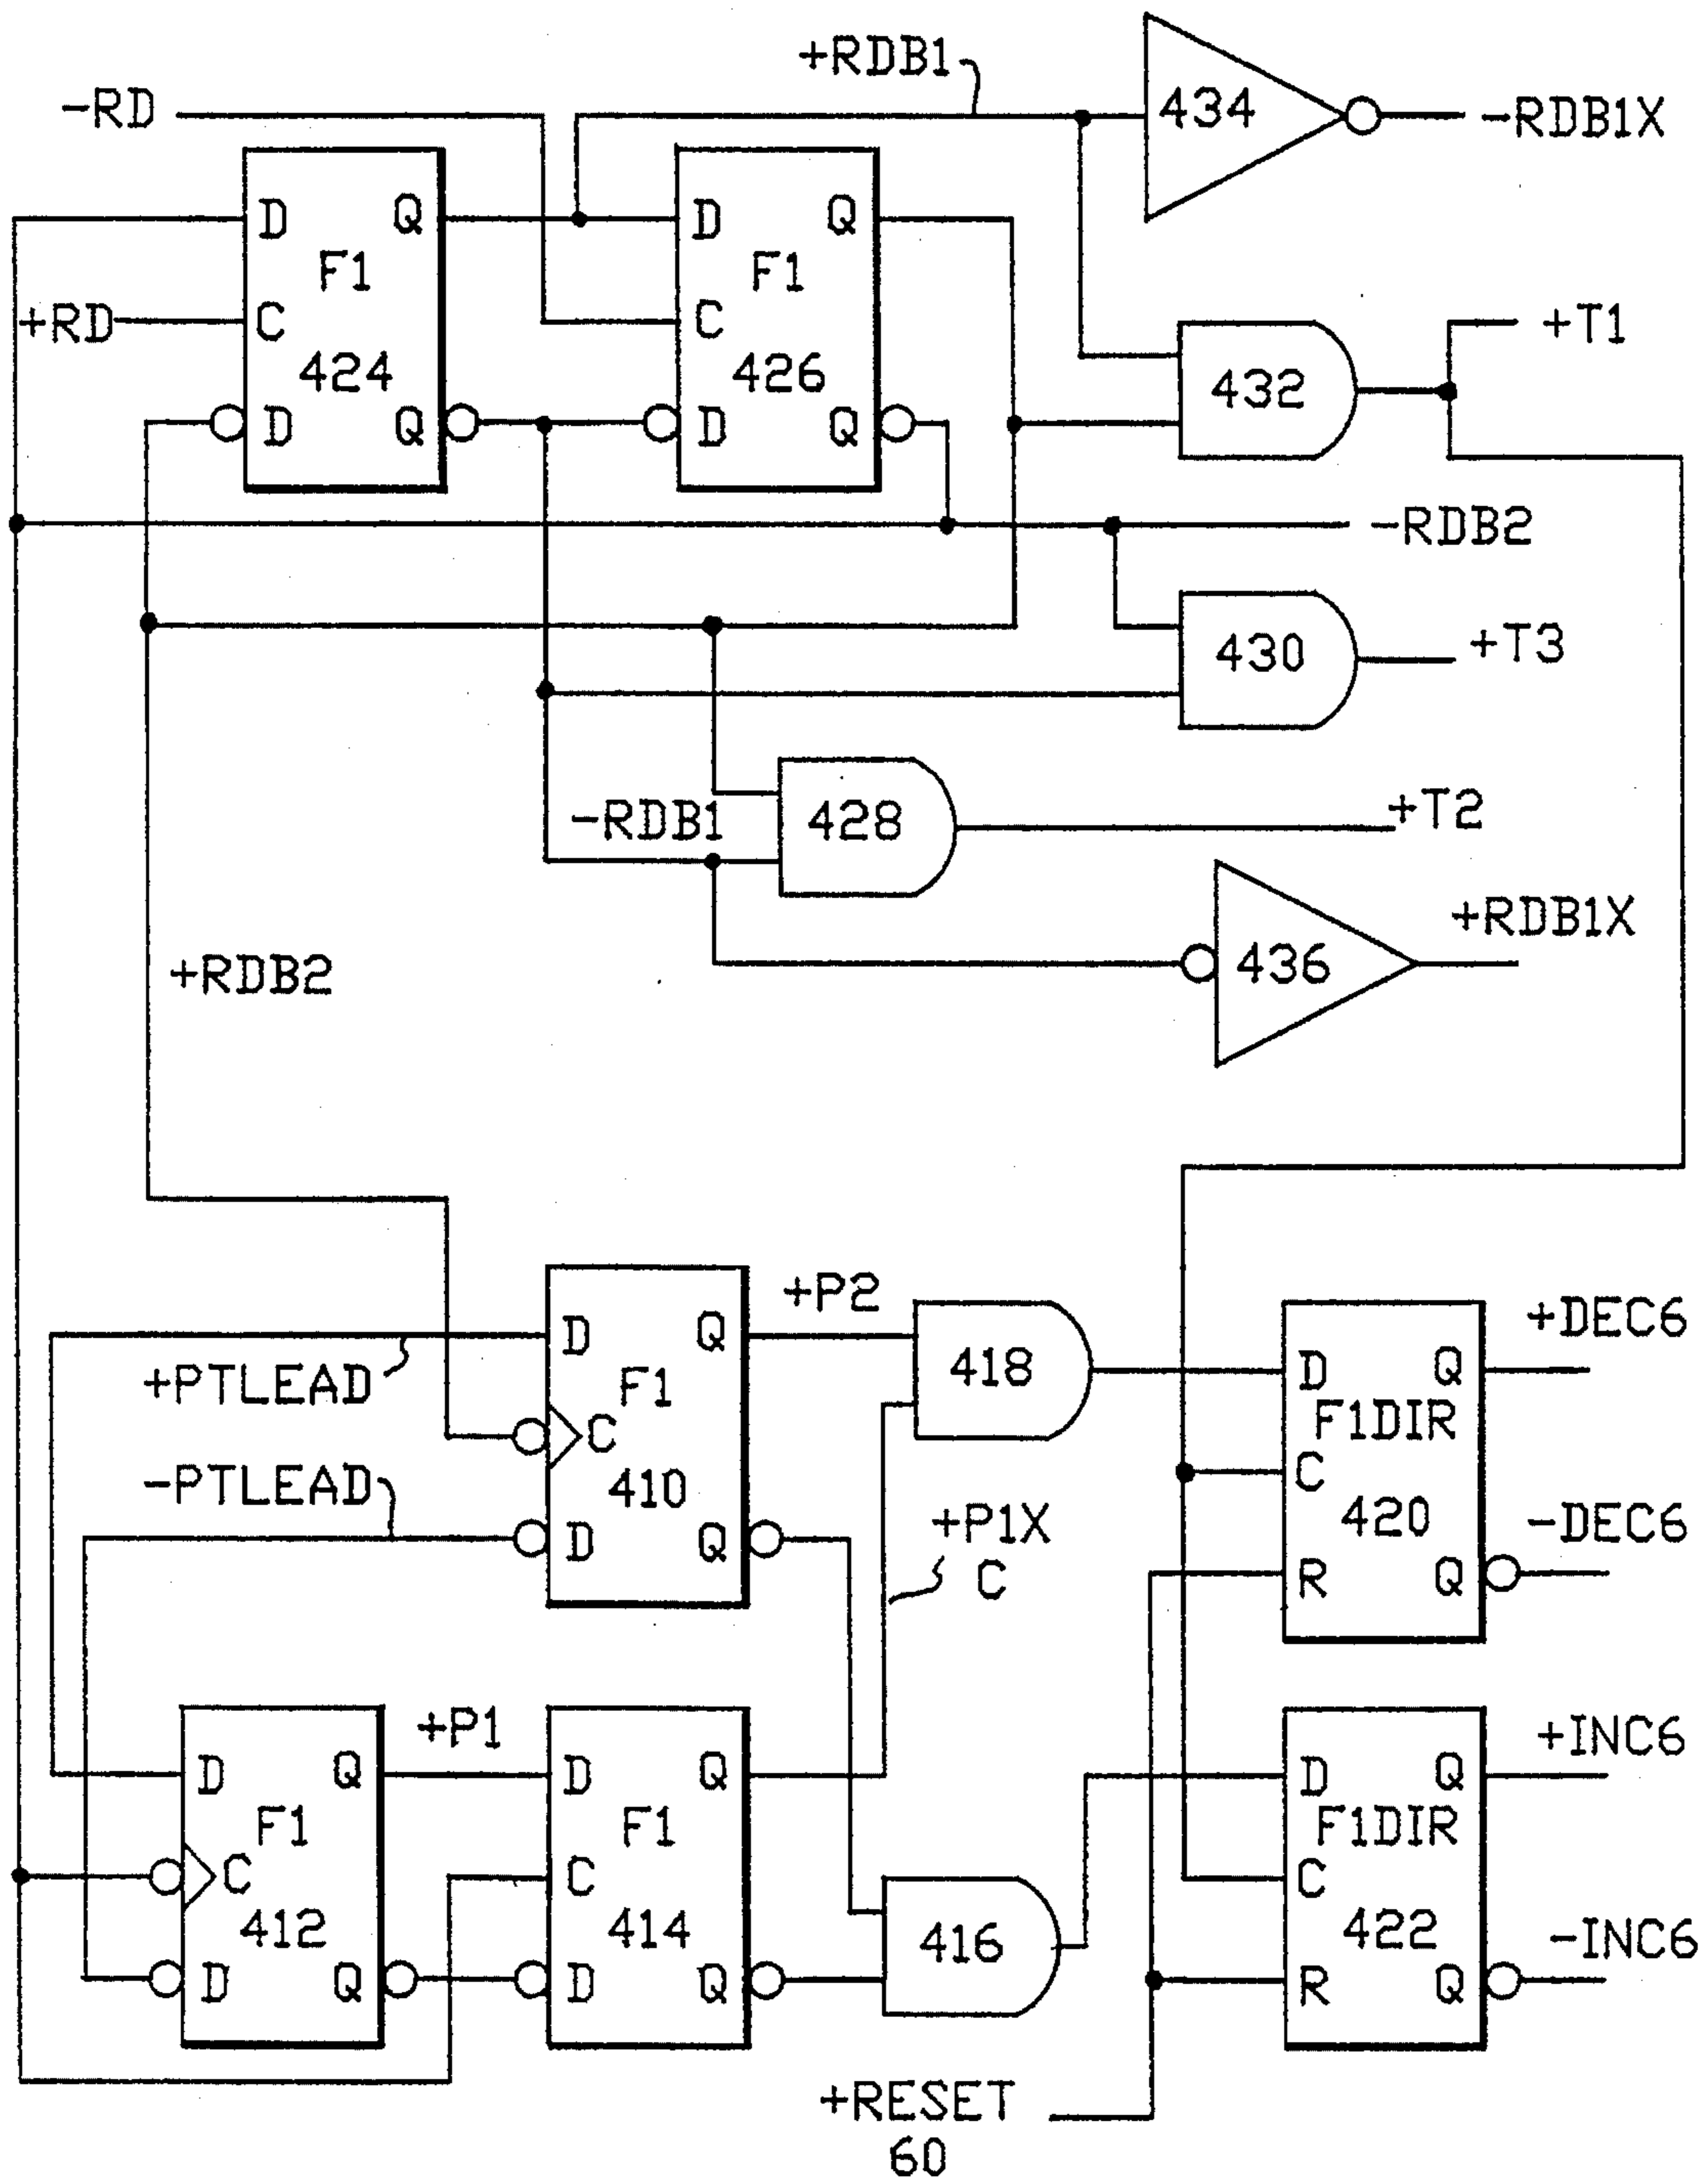 +RDB1
-RD
434
-RDB1X
D Q
F1
+RD C
424
D Q
D Q
F1
C
426
D Q
+T1
432
-RDB2
430
+T3
-RDB1
428
+T2
+RDB1X
436
+RDB2
+P2
+DEC6
D Q
+PTLEAD
F1
C
-PTLEAD
410
D Q
418
D Q
F1DIR
C
420
-DEC6
R Q
+P1X
C
+P1
D Q
F1
C
412
D Q
D Q
F1
C
414
D Q
416
+INC6
D Q
F1DIR
C
422
-INC6
R Q
+RESET
60